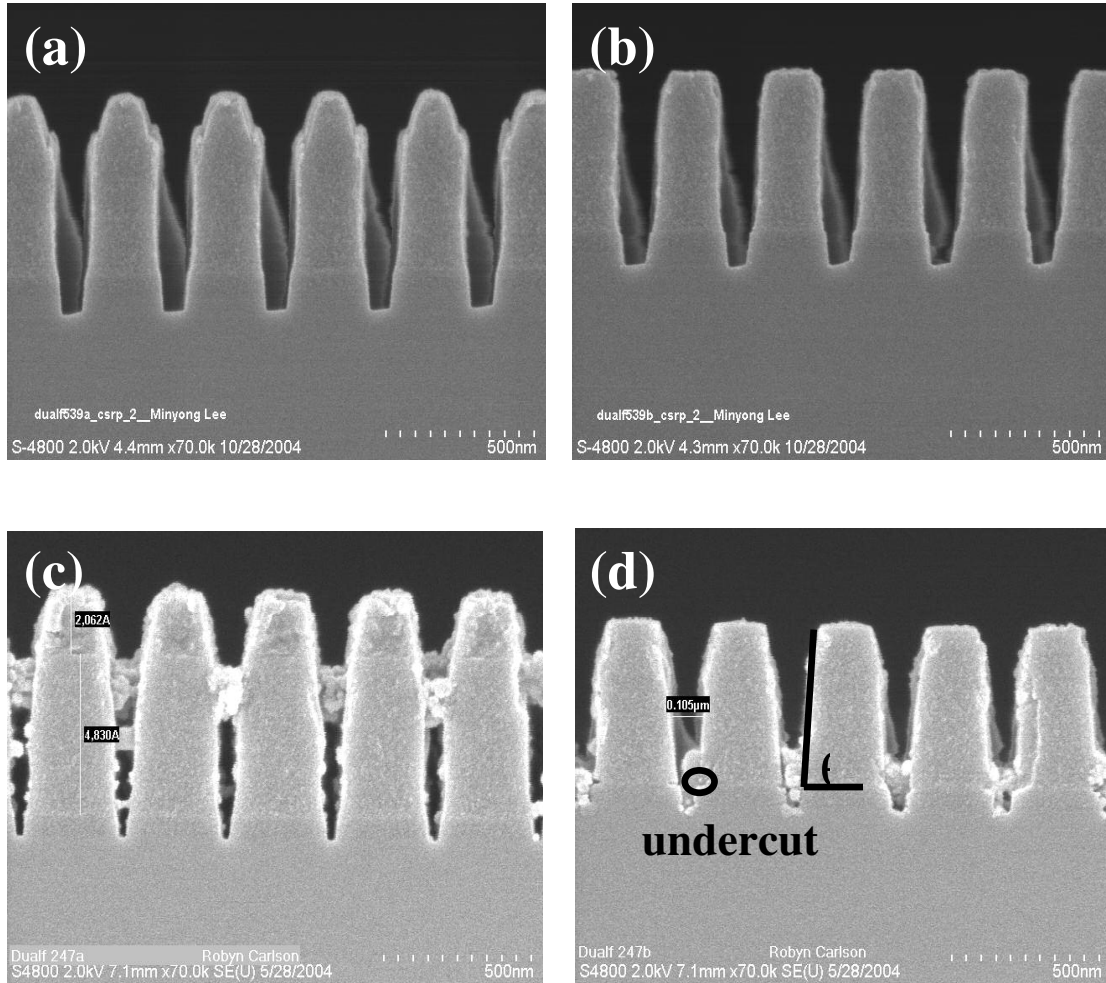 (a)
dualf539a_csrp_2__Minyong Lee
S-4800 2.0kV 4.4mm x70.0k 10/28/2004 500nm
(b)
dualf539b_csrp_2__Minyong Lee
S-4800 2.0kV 4.3mm x70.0k 10/28/2004 500nm
(c)
2,062A
4,830A
Dualf 247a Robyn Carlson
S4800 2.0kV 7.1mm x70.0k SE(U) 5/28/2004 500nm
(d)
0.105µm
undercut
Dualf 247b Robyn Carlson
S4800 2.0kV 7.1mm x70.0k SE(U) 5/28/2004 500nm